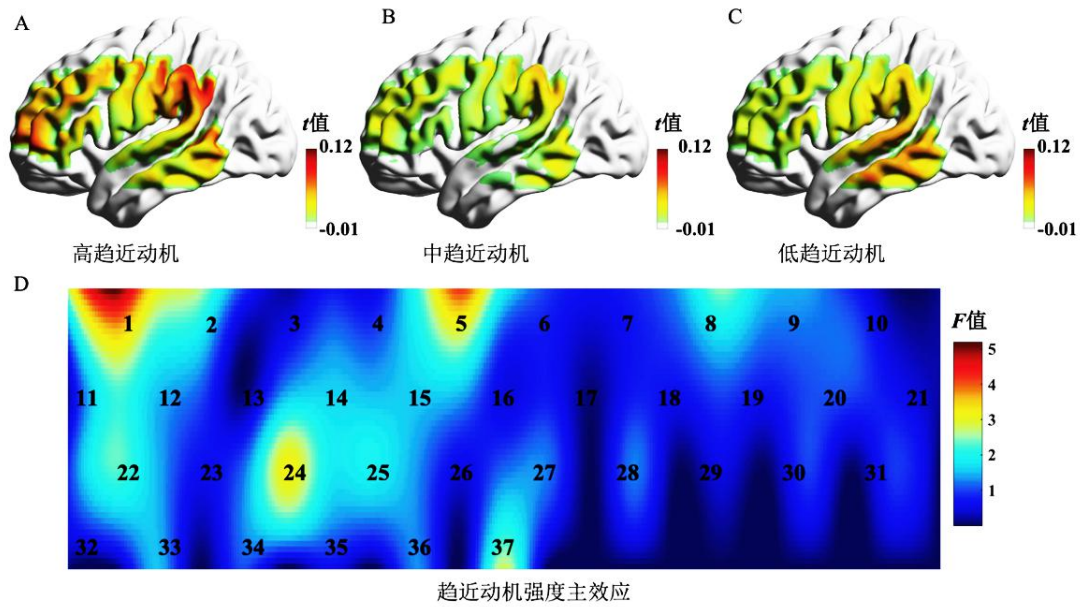 A
B
C
t值
0.12
-0.01
t值
0.12
-0.01
t值
0.12
-0.01
高趋近动机
中趋近动机
低趋近动机
D
1 2 3 4 5 6 7 8 9 10
11 12 13 14 15 16 17 18 19 20 21
22 23 24 25 26 27 28 29 30 31
32 33 34 35 36 37
F值
5
4
3
2
1
趋近动机强度主效应